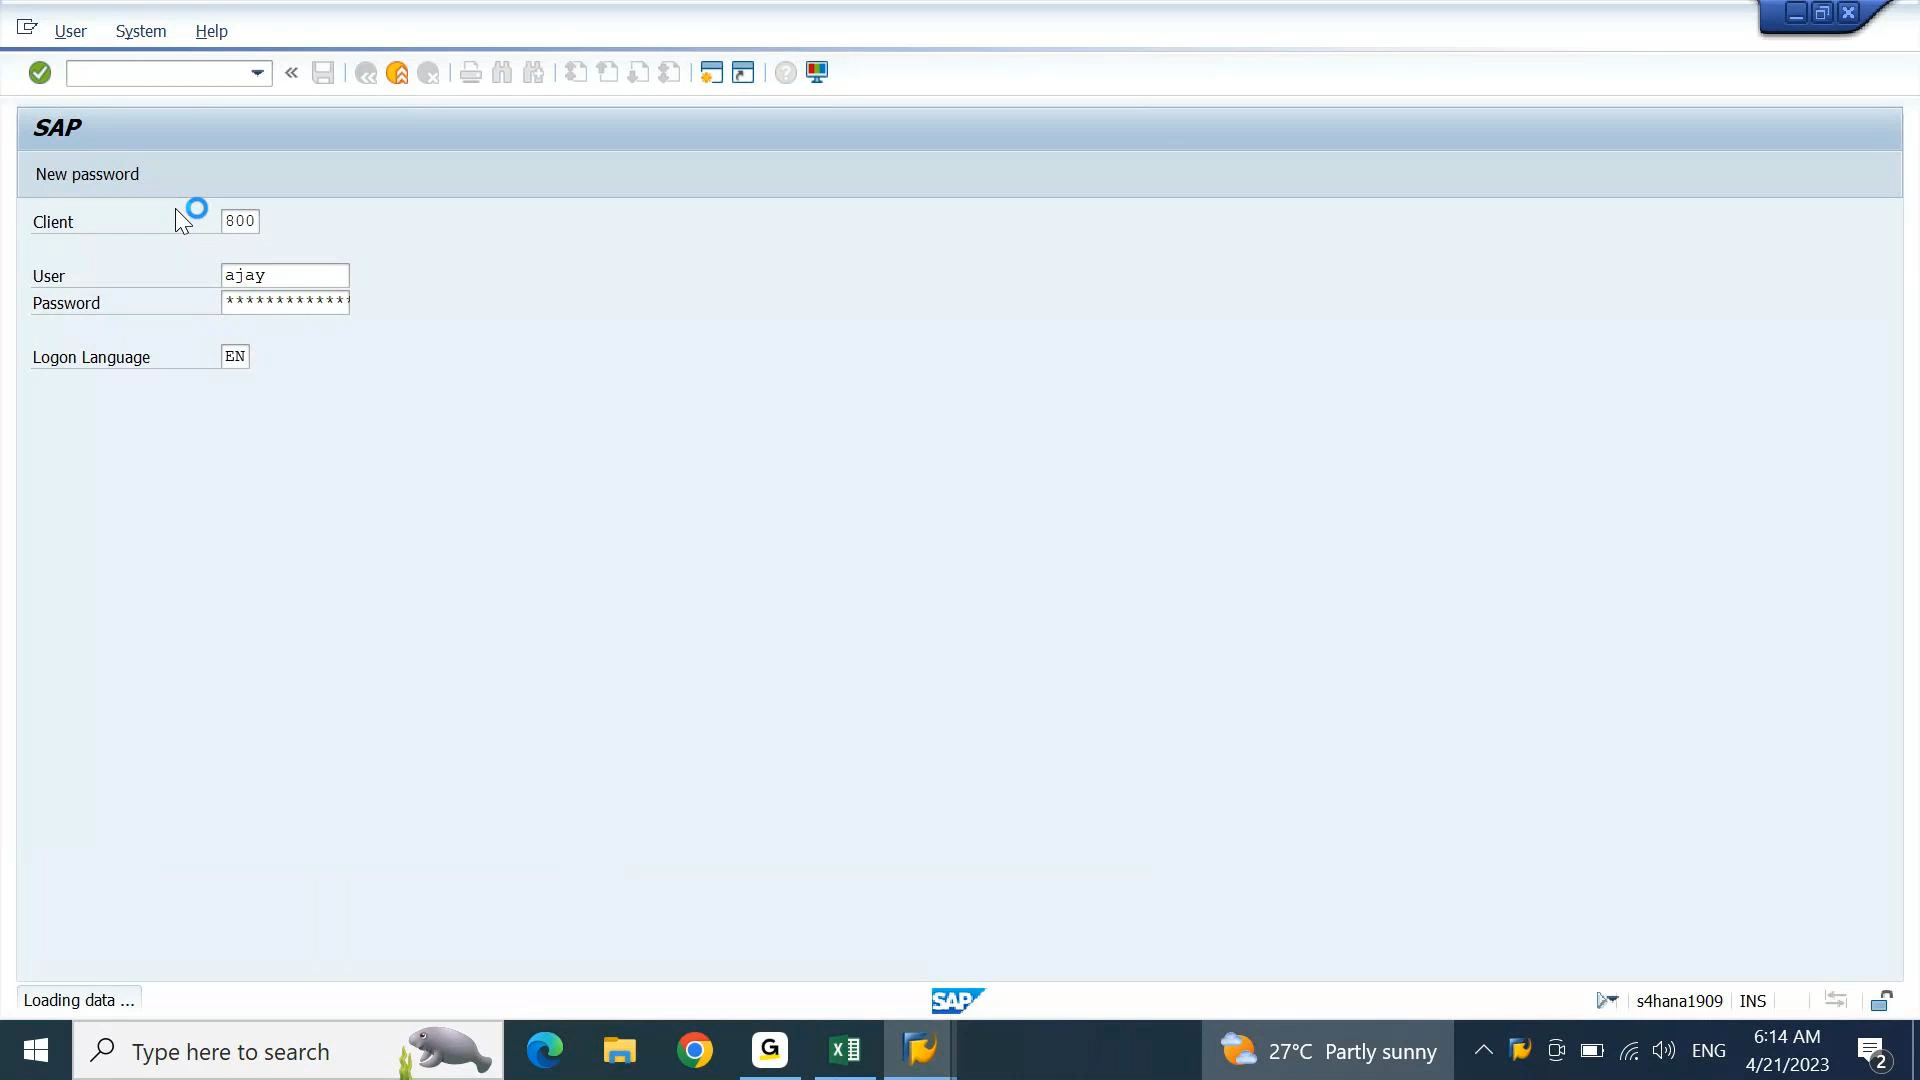 User System Help
SAP
New password
Client 800
User ajay
Password *************
Logon Language EN
Loading data ...
SAP
s4hana1909 INS
Type here to search
G
27°C Partly sunny
ENG
6:14 AM
4/21/2023
2